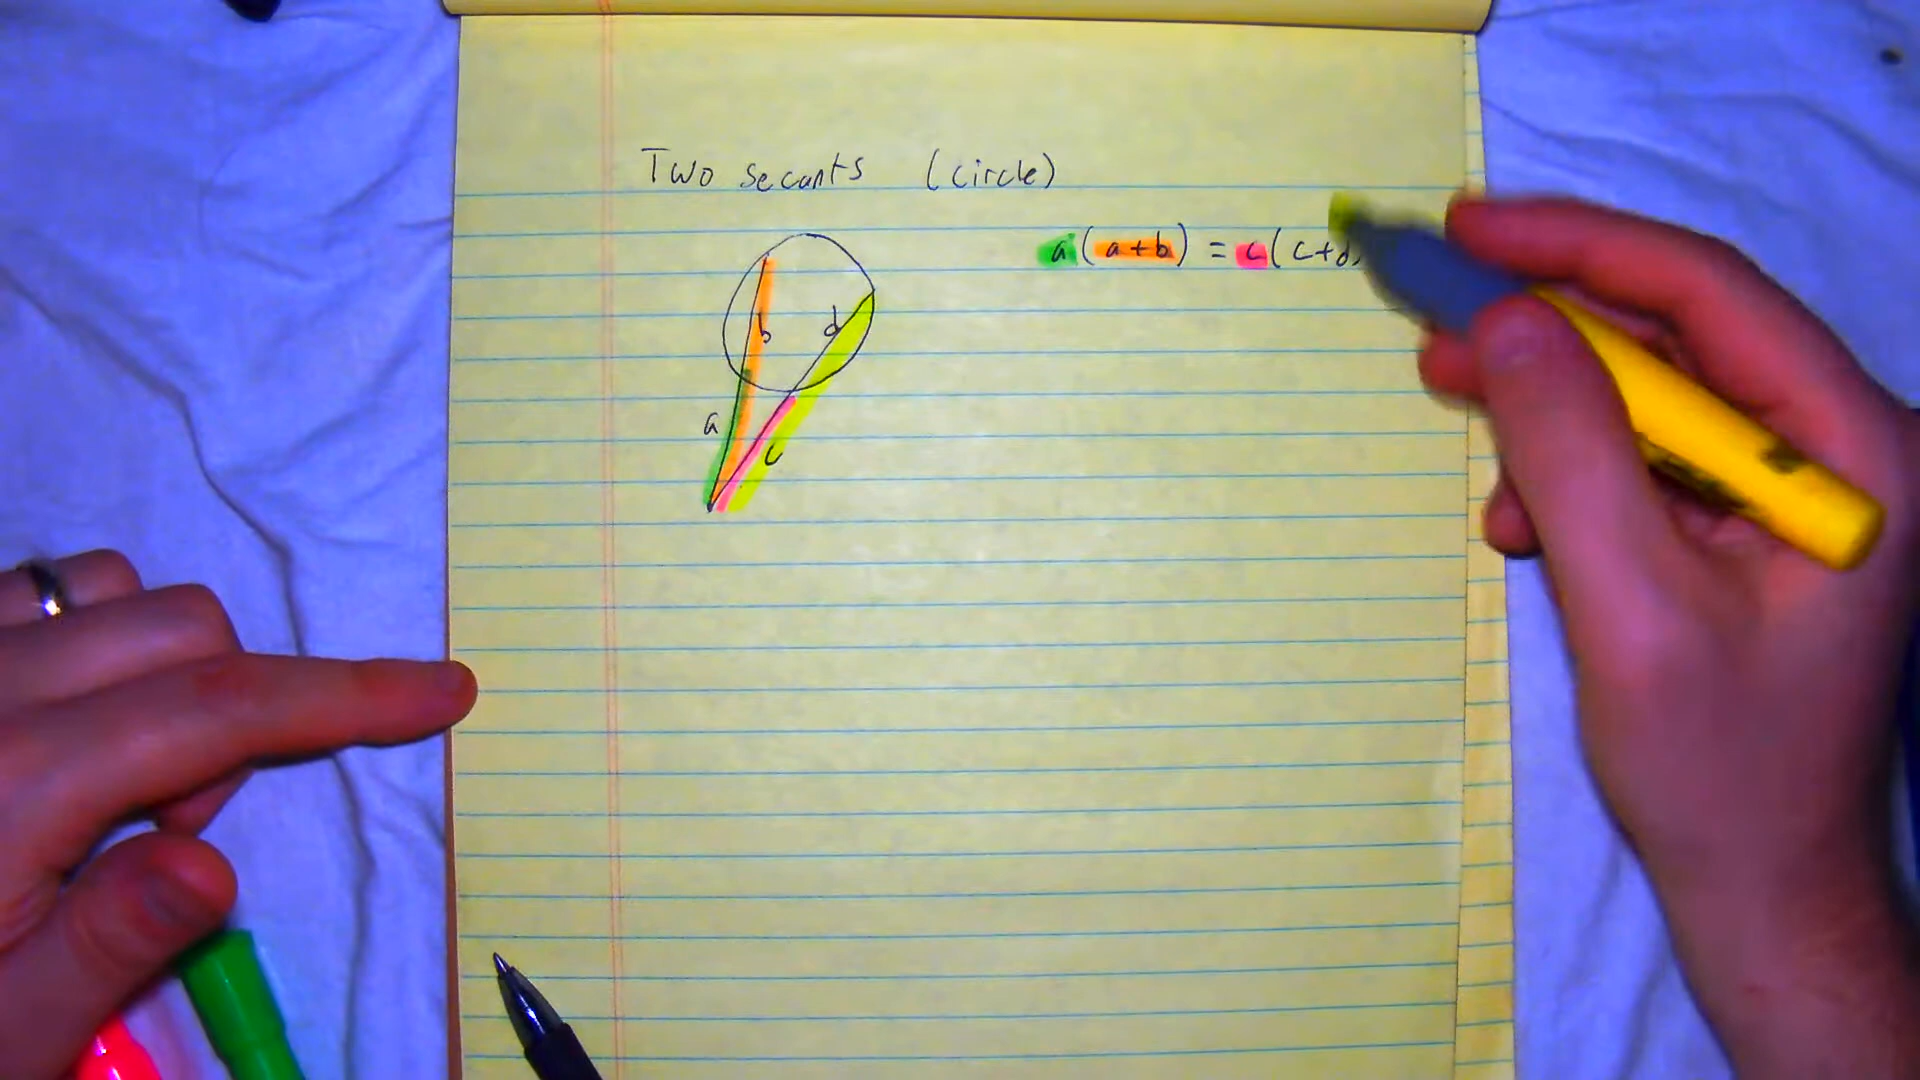 Two secants (circle)
a(a+b) = c(c+d)
b
d
a
c